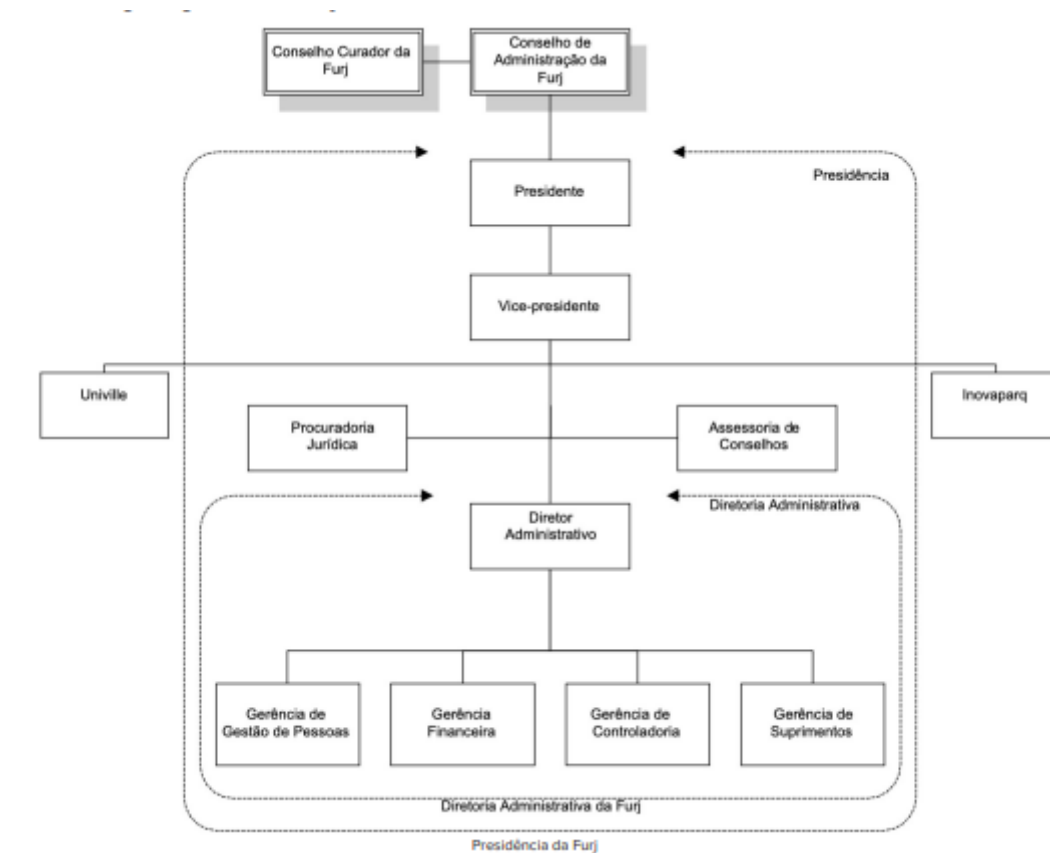 Conselho Curador da
Furj
Conselho de
Administração da
Furj
Presidência
Presidente
Vice-presidente
Univille
Inovaparq
Procuradoria
Jurídica
Assessoria de
Conselhos
Diretoria Administrativa
Diretor
Administrativo
Gerência de
Gestão de Pessoas
Gerência
Financeira
Gerência de
Controladoria
Gerência de
Suprimentos
Diretoria Administrativa da Furj
Presidência da Furj